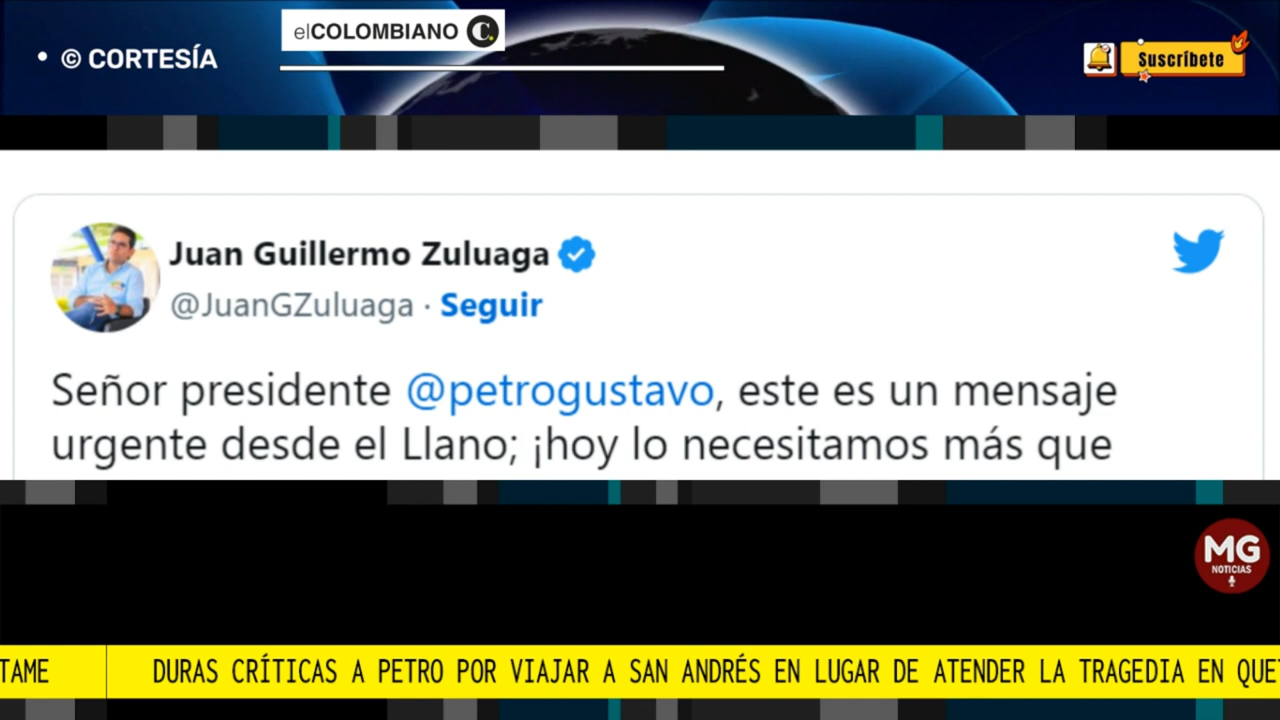 • © CORTESÍA
elCOLOMBIANO C.
Suscríbete
Juan Guillermo Zuluaga
@JuanGZuluaga · Seguir
Señor presidente @petrogustavo, este es un mensaje
urgente desde el Llano; ¡hoy lo necesitamos más que
MG
NOTICIAS
TAME
DURAS CRÍTICAS A PETRO POR VIAJAR A SAN ANDRÉS EN LUGAR DE ATENDER LA TRAGEDIA EN QUE